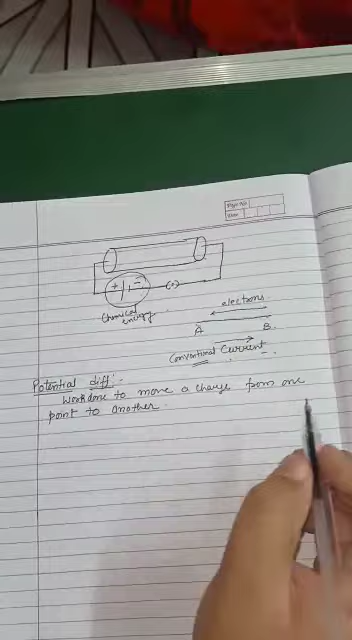 Page No.
Date
+ -
(•)
Chemical
energy
electrons
A B.
Conventional Current
Potential diff:-
Workdone to move a charge from one
point to another.